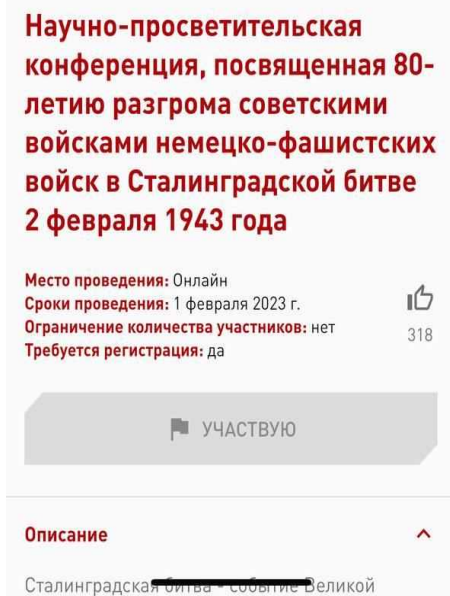 Научно-просветительская
конференция, посвященная 80-
летию разгрома советскими
войсками немецко-фашистских
войск в Сталинградской битве
2 февраля 1943 года
Место проведения: Онлайн
Сроки проведения: 1 февраля 2023 г.
Ограничение количества участников: нет
318
Требуется регистрация: да
УЧАСТВУЮ
Описание
Сталинградская битва - событие Великой